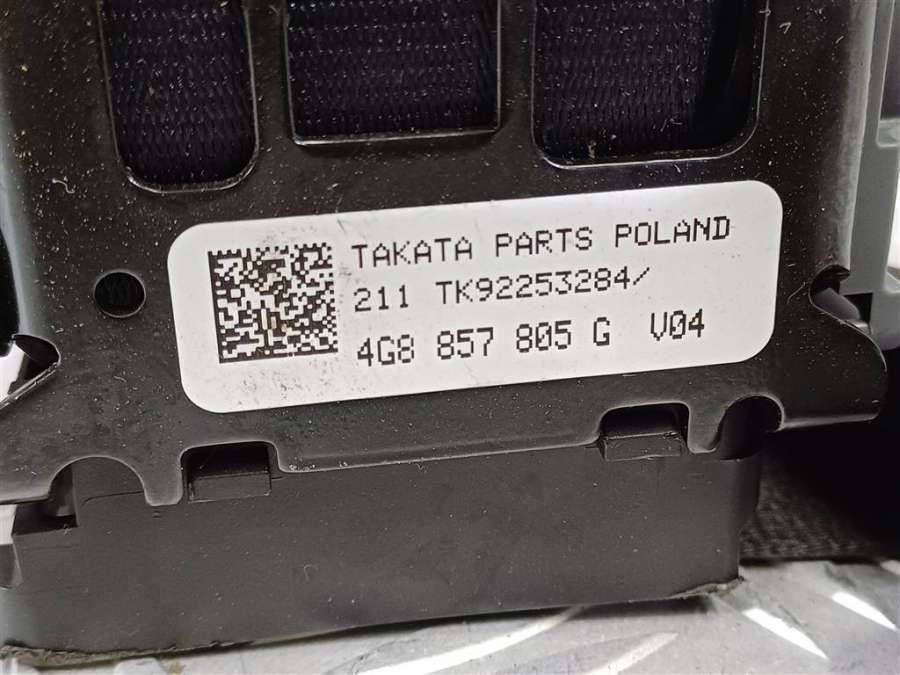 TAKATA PARTS POLAND
211 TK92253284/
4G8 857 805 G V04